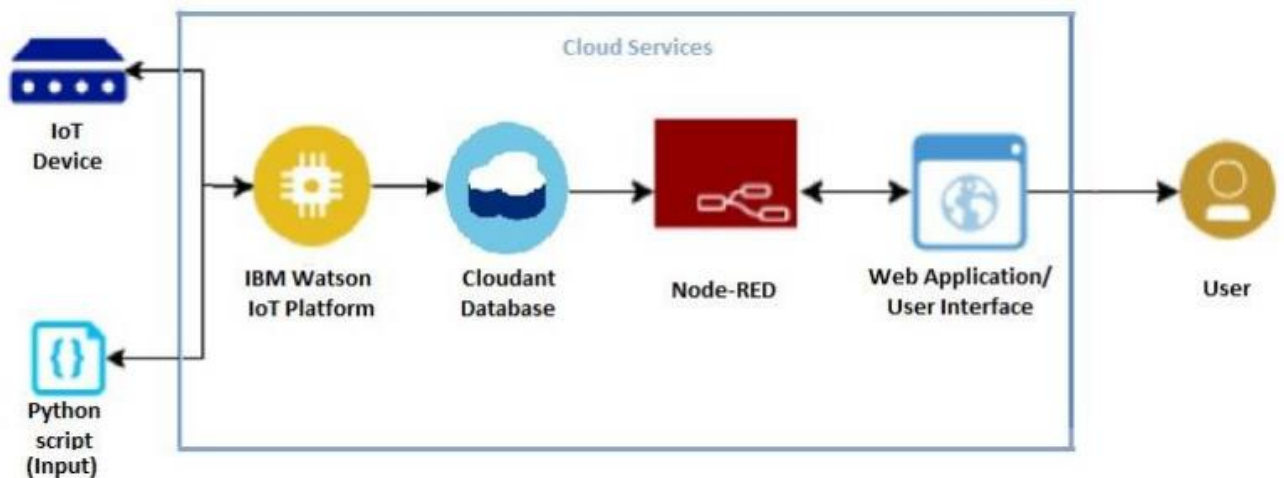 Cloud Services
IoT
Device
IBM Watson
IoT Platform
Cloudant
Database
Node-RED
Web Application/
User Interface
User
Python
script
(Input)